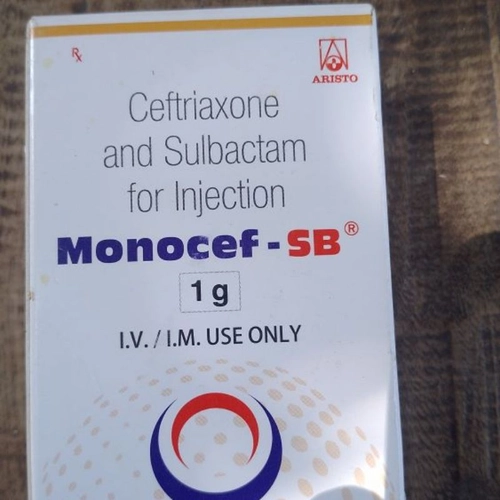 Rx
ARISTO
Ceftriaxone
and Sulbactam
for Injection
Monocef-SB®
1 g
I.V. / I.M. USE ONLY